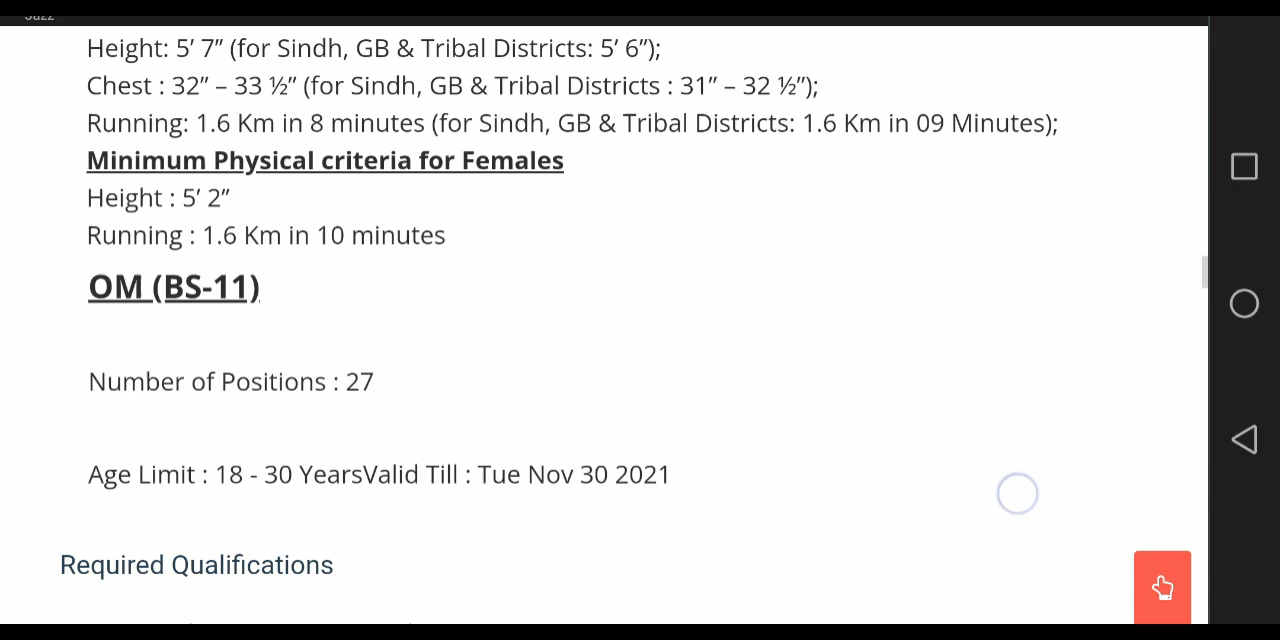 Jazz
Height: 5’ 7” (for Sindh, GB & Tribal Districts: 5’ 6”);
Chest : 32” – 33 ½” (for Sindh, GB & Tribal Districts : 31” – 32 ½”);
Running: 1.6 Km in 8 minutes (for Sindh, GB & Tribal Districts: 1.6 Km in 09 Minutes);
Minimum Physical criteria for Females
Height : 5’ 2”
Running : 1.6 Km in 10 minutes
OM (BS-11)
Number of Positions : 27
Age Limit : 18 - 30 YearsValid Till : Tue Nov 30 2021
Required Qualifications